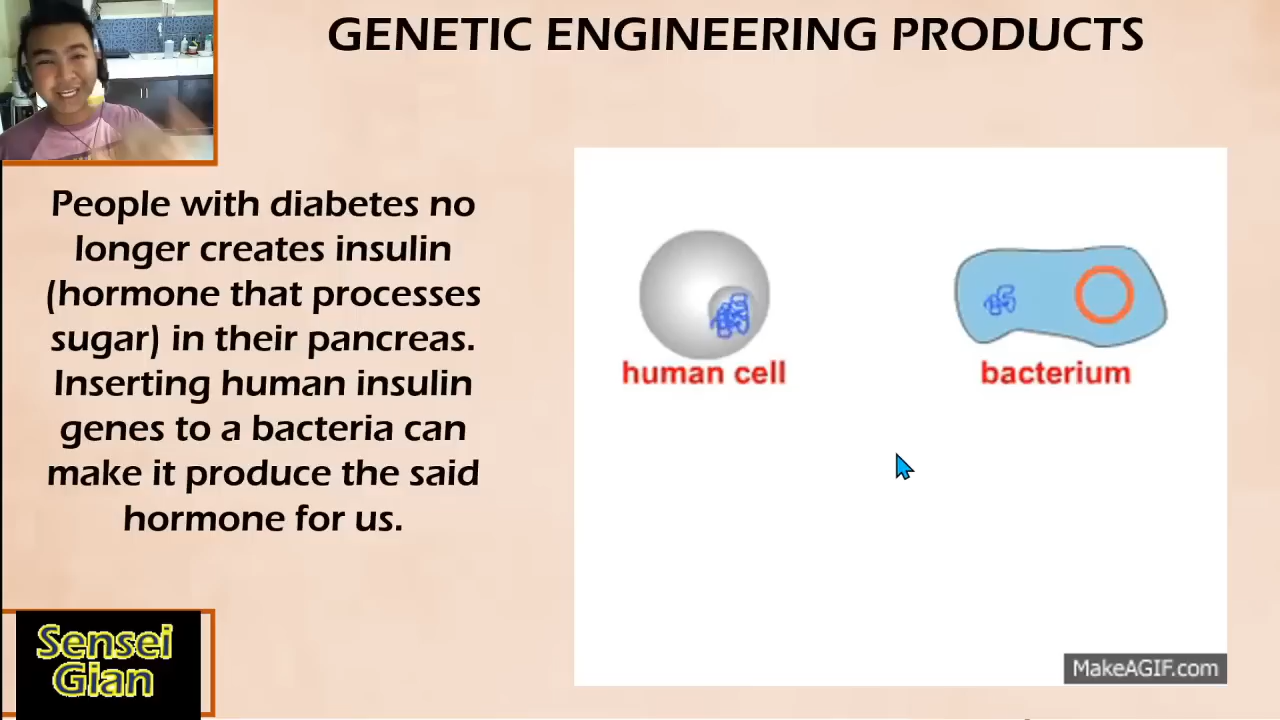 GENETIC ENGINEERING PRODUCTS
People with diabetes no
longer creates insulin
(hormone that processes
sugar) in their pancreas.
Inserting human insulin
genes to a bacteria can
make it produce the said
hormone for us.
human cell
bacterium
Sensei
Gian
MakeAGIF.com